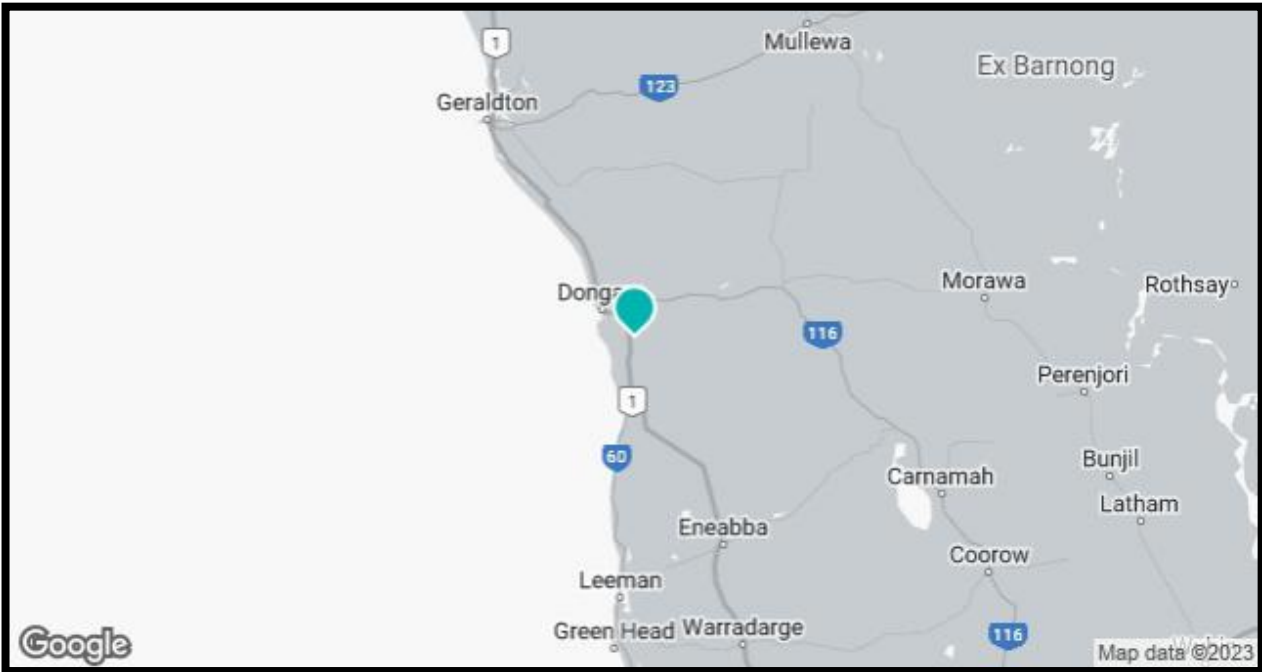 1
Mullewa
Ex Barnong
123
Geraldton
Morawa
Rothsay
Donga
116
Perenjori
1
60
Bunjil
Carnamah
Latham
Eneabba
Coorow
Leeman
Green Head
Warradarge
116
Google
Map data ©2023